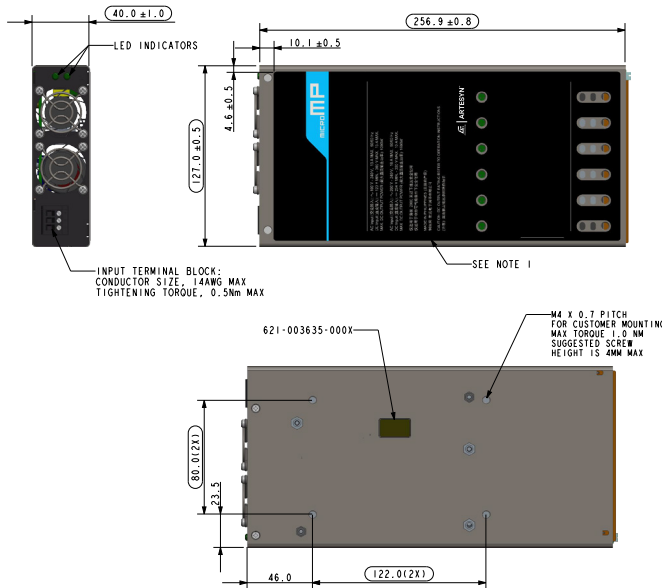 40.0 ±1.0
LED INDICATORS
256.9 ±0.8
10.1 ±0.5
4.6 ±0.5
127.0 ±0.5
MICRO MP
ARTESYN
SEE NOTE 1
INPUT TERMINAL BLOCK:
CONDUCTOR SIZE, 14AWG MAX
TIGHTENING TORQUE, 0.5Nm MAX
M4 X 0.7 PITCH
FOR CUSTOMER MOUNTING
MAX TORQUE 1.0 NM
SUGGESTED SCREW
HEIGHT IS 4MM MAX
621-003635-000X
80.0(2X)
23.5
46.0
122.0(2X)